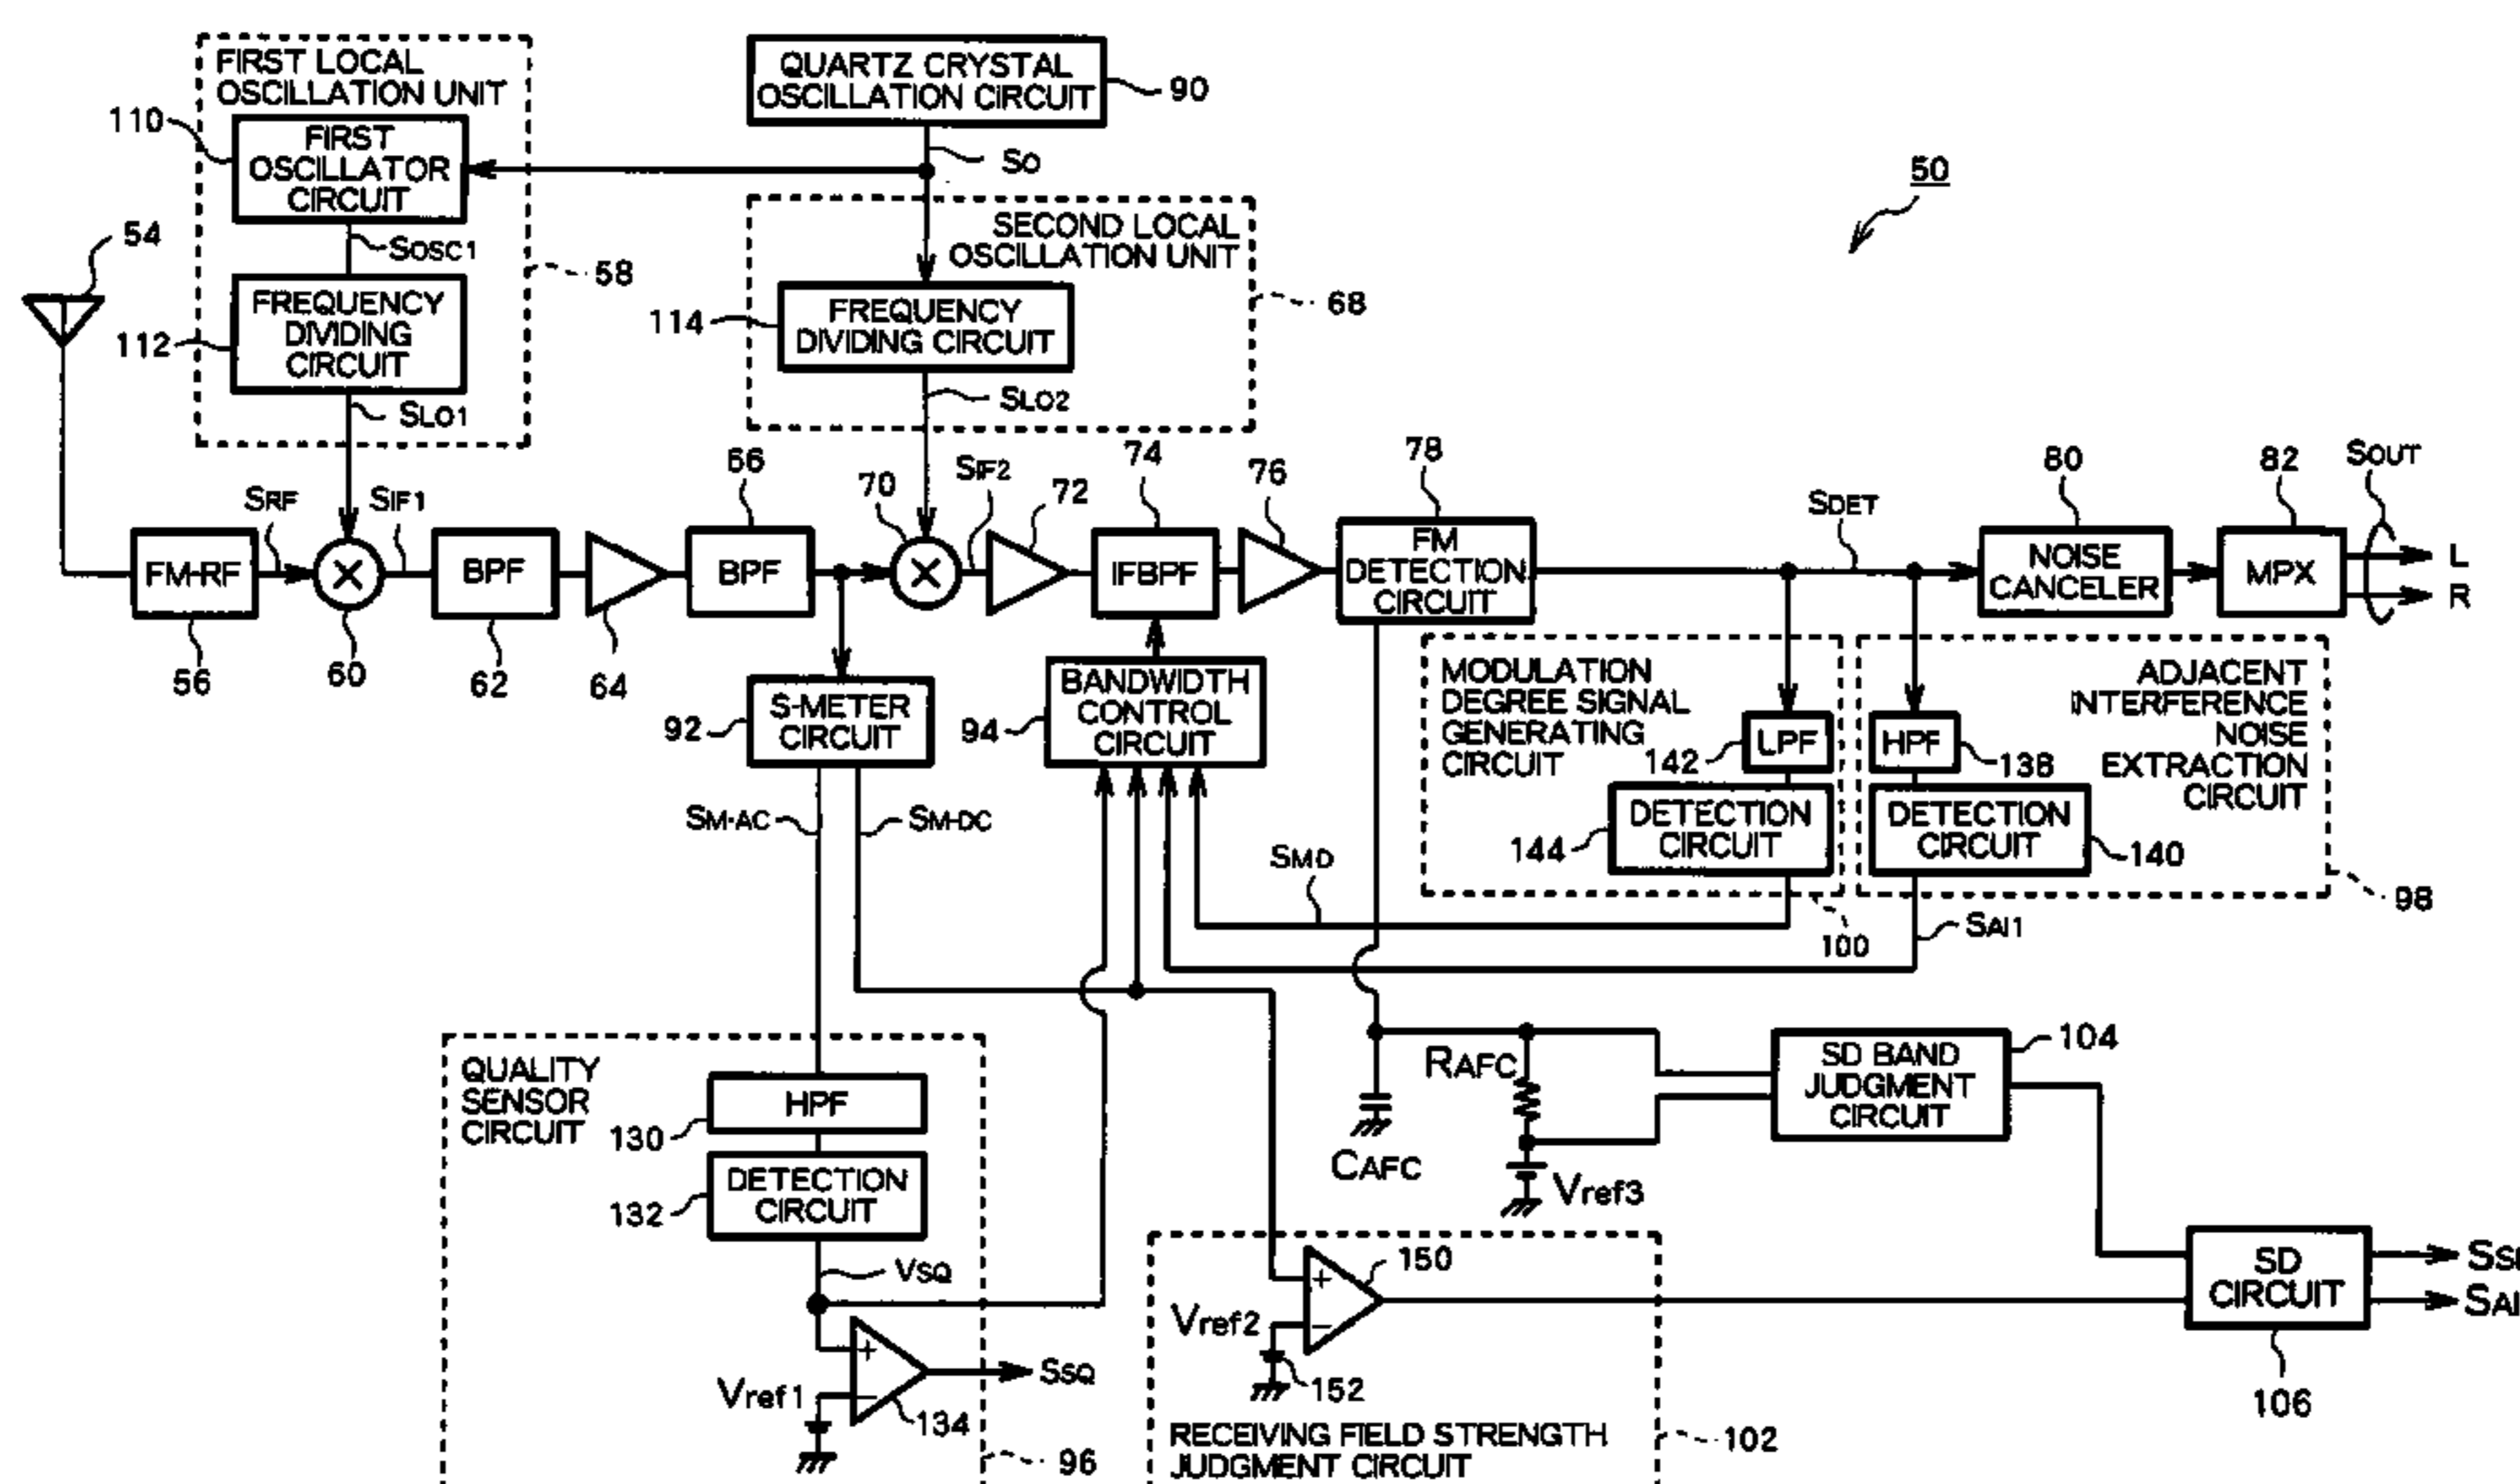 FIRST LOCAL
OSCILLATION UNIT
110
FIRST
OSCILLATOR
CIRCUIT
SOSC1
FREQUENCY
DIVIDING
CIRCUIT
112
SLO1
58
54
QUARTZ CRYSTAL
OSCILLATION CIRCUIT
90
SO
SECOND LOCAL
OSCILLATION UNIT
114
FREQUENCY
DIVIDING CIRCUIT
68
SLO2
50
FM-RF
56
SRF
60
SIF1
BPF
62
64
66
BPF
70
SIF2
72
74
IFBPF
76
78
FM
DETECTION
CIRCUIT
SDET
80
NOISE
CANCELER
82
MPX
SOUT
L
R
92
S-METER
CIRCUIT
94
BANDWIDTH
CONTROL
CIRCUIT
MODULATION
DEGREE SIGNAL
GENERATING
CIRCUIT
142
LPF
144
DETECTION
CIRCUIT
100
ADJACENT
INTERFERENCE
NOISE
EXTRACTION
CIRCUIT
HPF
138
DETECTION
CIRCUIT
140
98
SM-AC
SM-DC
SMD
SAI1
QUALITY
SENSOR
CIRCUIT
HPF
130
DETECTION
CIRCUIT
132
VSQ
Vref1
+
−
134
SSQ
96
RAFC
CAFC
Vref3
SD BAND
JUDGMENT
CIRCUIT
104
Vref2
+
−
150
152
RECEIVING FIELD STRENGTH
JUDGMENT CIRCUIT
102
SD
CIRCUIT
106